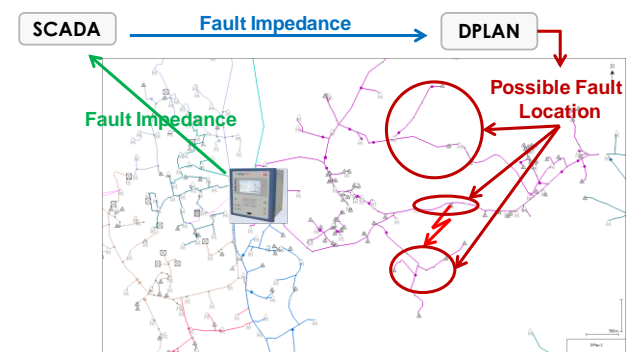 SCADA
Fault Impedance
DPLAN
Possible Fault
Location
Fault Impedance